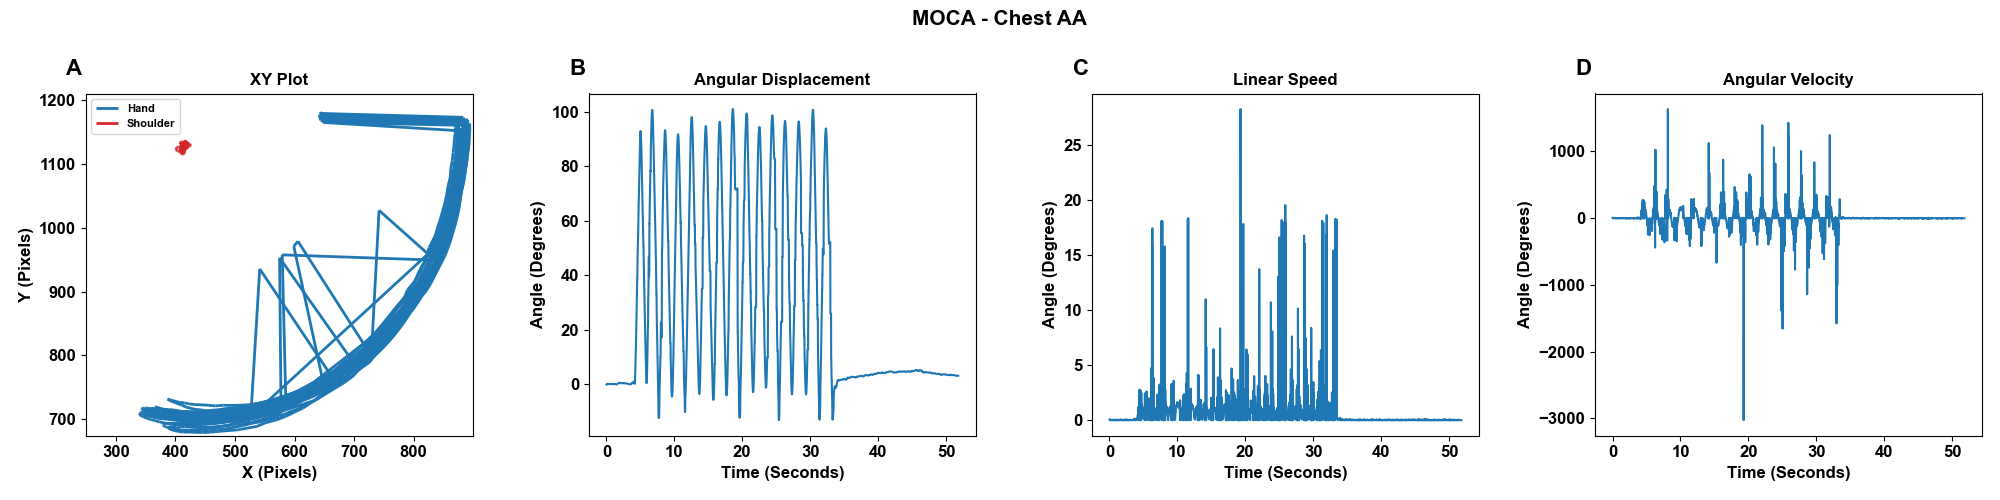 MOCA - Chest AA
A
XY Plot
Hand
Shoulder
1200
1100
1000
900
800
700
300
400
500
600
700
800
Y (Pixels)
X (Pixels)
B
Angular Displacement
100
80
60
40
20
0
0
10
20
30
40
50
Angle (Degrees)
Time (Seconds)
C
Linear Speed
25
20
15
10
5
0
0
10
20
30
40
50
Angle (Degrees)
Time (Seconds)
D
Angular Velocity
1000
0
−1000
−2000
−3000
0
10
20
30
40
50
Angle (Degrees)
Time (Seconds)